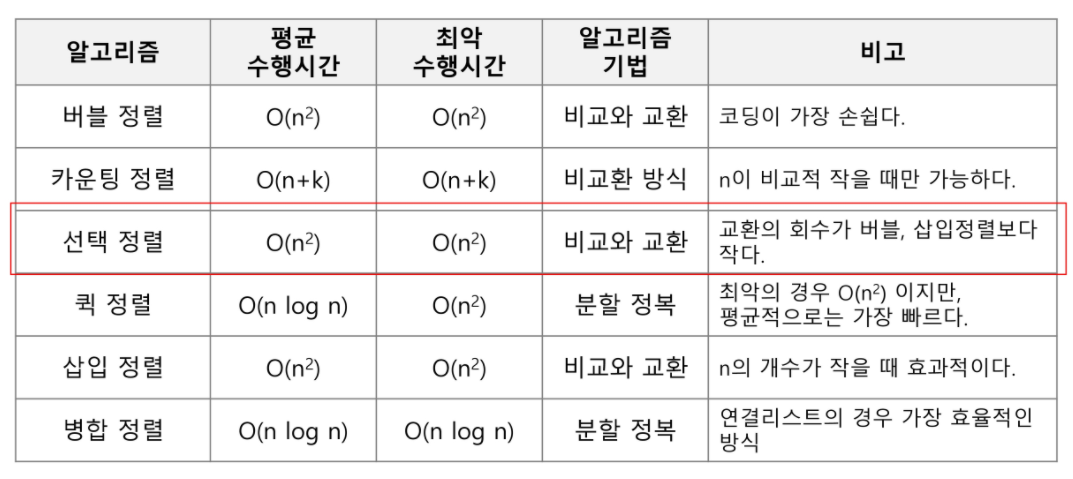 알고리즘 평균 수행시간 최악 수행시간 알고리즘 기법 비고
버블 정렬 O(n²) O(n²) 비교와 교환 코딩이 가장 손쉽다.
카운팅 정렬 O(n+k) O(n+k) 비교환 방식 n이 비교적 작을 때만 가능하다.
선택 정렬 O(n²) O(n²) 비교와 교환 교환의 회수가 버블, 삽입정렬보다
작다.
퀵 정렬 O(n log n) O(n²) 분할 정복 최악의 경우 O(n²) 이지만,
평균적으로는 가장 빠르다.
삽입 정렬 O(n²) O(n²) 비교와 교환 n의 개수가 작을 때 효과적이다.
병합 정렬 O(n log n) O(n log n) 분할 정복 연결리스트의 경우 가장 효율적인
방식